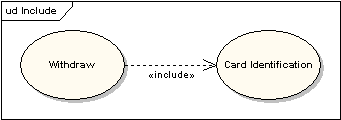 ud Include
Withdraw
«include»
Card Identification